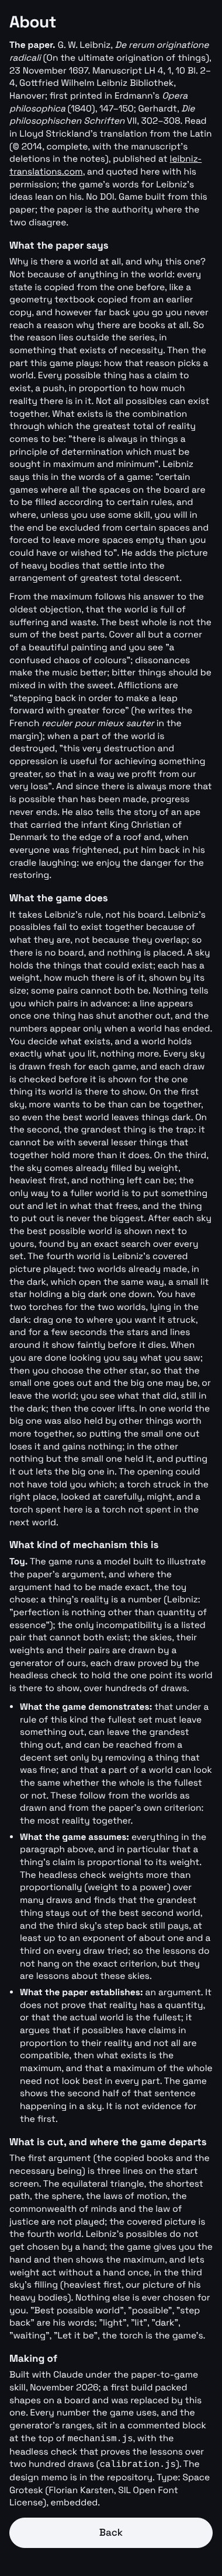 About
The paper. G. W. Leibniz, De rerum originatione
radicali (On the ultimate origination of things),
23 November 1697. Manuscript LH 4, 1, 10 Bl. 2–
4, Gottfried Wilhelm Leibniz Bibliothek,
Hanover; first printed in Erdmann's Opera
philosophica (1840), 147–150; Gerhardt, Die
philosophischen Schriften VII, 302–308. Read
in Lloyd Strickland's translation from the Latin
(© 2014, complete, with the manuscript's
deletions in the notes), published at leibniz-
translations.com, and quoted here with his
permission; the game's words for Leibniz's
ideas lean on his. No DOI. Game built from this
paper; the paper is the authority where the
two disagree.
What the paper says
Why is there a world at all, and why this one?
Not because of anything in the world: every
state is copied from the one before, like a
geometry textbook copied from an earlier
copy, and however far back you go you never
reach a reason why there are books at all. So
the reason lies outside the series, in
something that exists of necessity. Then the
part this game plays: how that reason picks a
world. Every possible thing has a claim to
exist, a push, in proportion to how much
reality there is in it. Not all possibles can exist
together. What exists is the combination
through which the greatest total of reality
comes to be: "there is always in things a
principle of determination which must be
sought in maximum and minimum". Leibniz
says this in the words of a game: "certain
games where all the spaces on the board are
to be filled according to certain rules, and
where, unless you use some skill, you will in
the end be excluded from certain spaces and
forced to leave more spaces empty than you
could have or wished to". He adds the picture
of heavy bodies that settle into the
arrangement of greatest total descent.
From the maximum follows his answer to the
oldest objection, that the world is full of
suffering and waste. The best whole is not the
sum of the best parts. Cover all but a corner
of a beautiful painting and you see "a
confused chaos of colours"; dissonances
make the music better; bitter things should be
mixed in with the sweet. Afflictions are
"stepping back in order to make a leap
forward with greater force" (he writes the
French reculer pour mieux sauter in the
margin); when a part of the world is
destroyed, "this very destruction and
oppression is useful for achieving something
greater, so that in a way we profit from our
very loss". And since there is always more that
is possible than has been made, progress
never ends. He also tells the story of an ape
that carried the infant King Christian of
Denmark to the edge of a roof and, when
everyone was frightened, put him back in his
cradle laughing: we enjoy the danger for the
restoring.
What the game does
It takes Leibniz's rule, not his board. Leibniz's
possibles fail to exist together because of
what they are, not because they overlap; so
there is no board, and nothing is placed. A sky
holds the things that could exist; each has a
weight, how much there is of it, shown by its
size; some pairs cannot both be. Nothing tells
you which pairs in advance: a line appears
once one thing has shut another out, and the
numbers appear only when a world has ended.
You decide what exists, and a world holds
exactly what you lit, nothing more. Every sky
is drawn fresh for each game, and each draw
is checked before it is shown for the one
thing its world is there to show. On the first
sky, more wants to be than can be together,
so even the best world leaves things dark. On
the second, the grandest thing is the trap: it
cannot be with several lesser things that
together hold more than it does. On the third,
the sky comes already filled by weight,
heaviest first, and nothing left can be; the
only way to a fuller world is to put something
out and let in what that frees, and the thing
to put out is never the biggest. After each sky
the best possible world is shown next to
yours, found by an exact search over every
set. The fourth world is Leibniz's covered
picture played: two worlds already made, in
the dark, which open the same way, a small lit
star holding a big dark one down. You have
two torches for the two worlds, lying in the
dark: drag one to where you want it struck,
and for a few seconds the stars and lines
around it show faintly before it dies. When
you are done looking you say what you saw;
then you choose the other star, so that the
small one goes out and the big one may be, or
leave the world; you see what that did, still in
the dark; then the cover lifts. In one world the
big one was also held by other things worth
more together, so putting the small one out
loses it and gains nothing; in the other
nothing but the small one held it, and putting
it out lets the big one in. The opening could
not have told you which; a torch struck in the
right place, looked at carefully, might, and a
torch spent here is a torch not spent in the
next world.
What kind of mechanism this is
Toy. The game runs a model built to illustrate
the paper's argument, and where the
argument had to be made exact, the toy
chose: a thing's reality is a number (Leibniz:
"perfection is nothing other than quantity of
essence"); the only incompatibility is a listed
pair that cannot both exist; the skies, their
weights and their pairs are drawn by a
generator of ours, each draw proved by the
headless check to hold the one point its world
is there to show, over hundreds of draws.
• What the game demonstrates: that under a
rule of this kind the fullest set must leave
something out, can leave the grandest
thing out, and can be reached from a
decent set only by removing a thing that
was fine; and that a part of a world can look
the same whether the whole is the fullest
or not. These follow from the worlds as
drawn and from the paper's own criterion:
the most reality together.
• What the game assumes: everything in the
paragraph above, and in particular that a
thing's claim is proportional to its weight.
The headless check weights more than
proportionally (weight to a power) over
many draws and finds that the grandest
thing stays out of the best second world,
and the third sky's step back still pays, at
least up to an exponent of about one and a
third on every draw tried; so the lessons do
not hang on the exact criterion, but they
are lessons about these skies.
• What the paper establishes: an argument. It
does not prove that reality has a quantity,
or that the actual world is the fullest; it
argues that if possibles have claims in
proportion to their reality and not all are
compatible, then what exists is the
maximum, and that a maximum of the whole
need not look best in every part. The game
shows the second half of that sentence
happening in a sky. It is not evidence for
the first.
What is cut, and where the game departs
The first argument (the copied books and the
necessary being) is three lines on the start
screen. The equilateral triangle, the shortest
path, the sphere, the laws of motion, the
commonwealth of minds and the law of
justice are not played; the covered picture is
the fourth world. Leibniz's possibles do not
get chosen by a hand; the game gives you the
hand and then shows the maximum, and lets
weight act without a hand once, in the third
sky's filling (heaviest first, our picture of his
heavy bodies). Nothing else is ever chosen for
you. "Best possible world", "possible", "step
back" are his words; "light", "lit", "dark",
"waiting", "Let it be", the torch is the game's.
Making of
Built with Claude under the paper-to-game
skill, November 2026; a first build packed
shapes on a board and was replaced by this
one. Every number the game uses, and the
generator's ranges, sit in a commented block
at the top of mechanism.js, with the
headless check that proves the lessons over
two hundred draws (calibration.js). The
design memo is in the repository. Type: Space
Grotesk (Florian Karsten, SIL Open Font
License), embedded.
Back